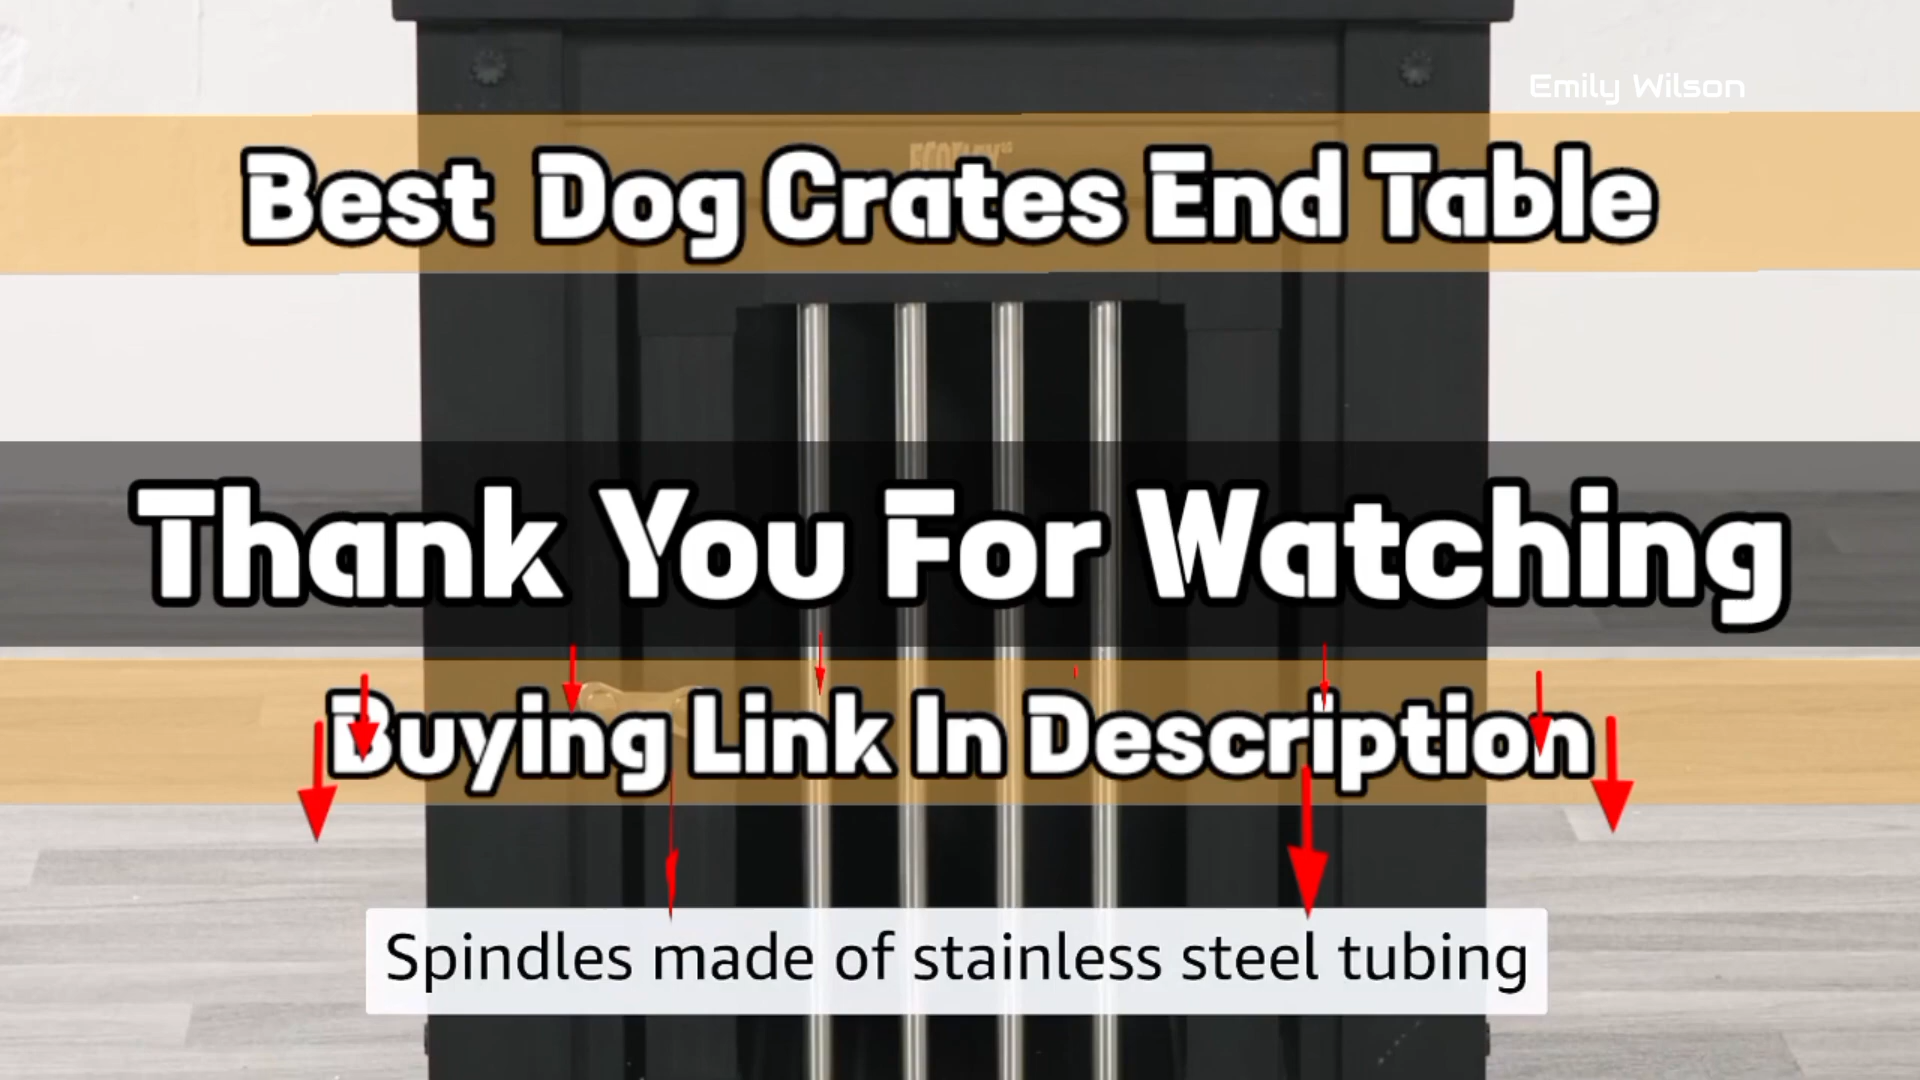 Emily Wilson
ECOFLEX
Best Dog Crates End Table
Thank You For Watching
Buying Link In Description
Spindles made of stainless steel tubing